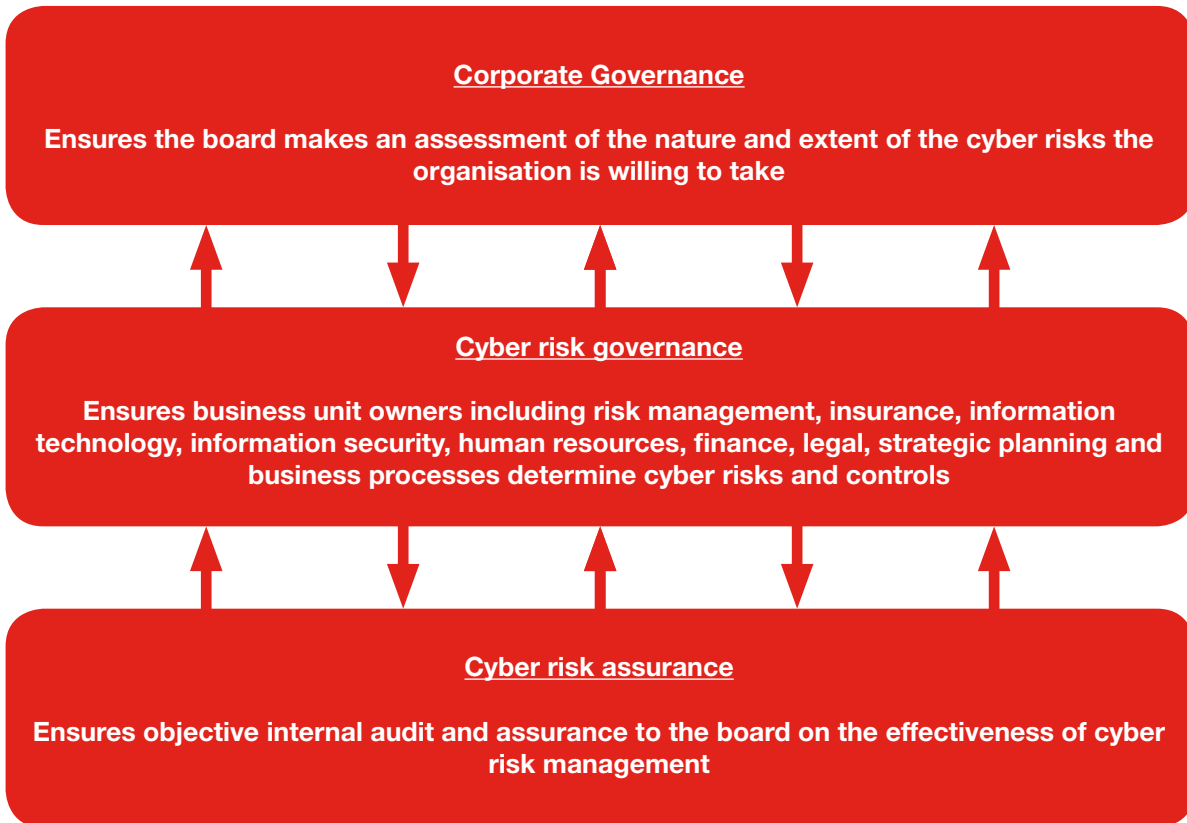 Corporate Governance
Ensures the board makes an assessment of the nature and extent of the cyber risks the
organisation is willing to take
Cyber risk governance
Ensures business unit owners including risk management, insurance, information
technology, information security, human resources, finance, legal, strategic planning and
business processes determine cyber risks and controls
Cyber risk assurance
Ensures objective internal audit and assurance to the board on the effectiveness of cyber
risk management